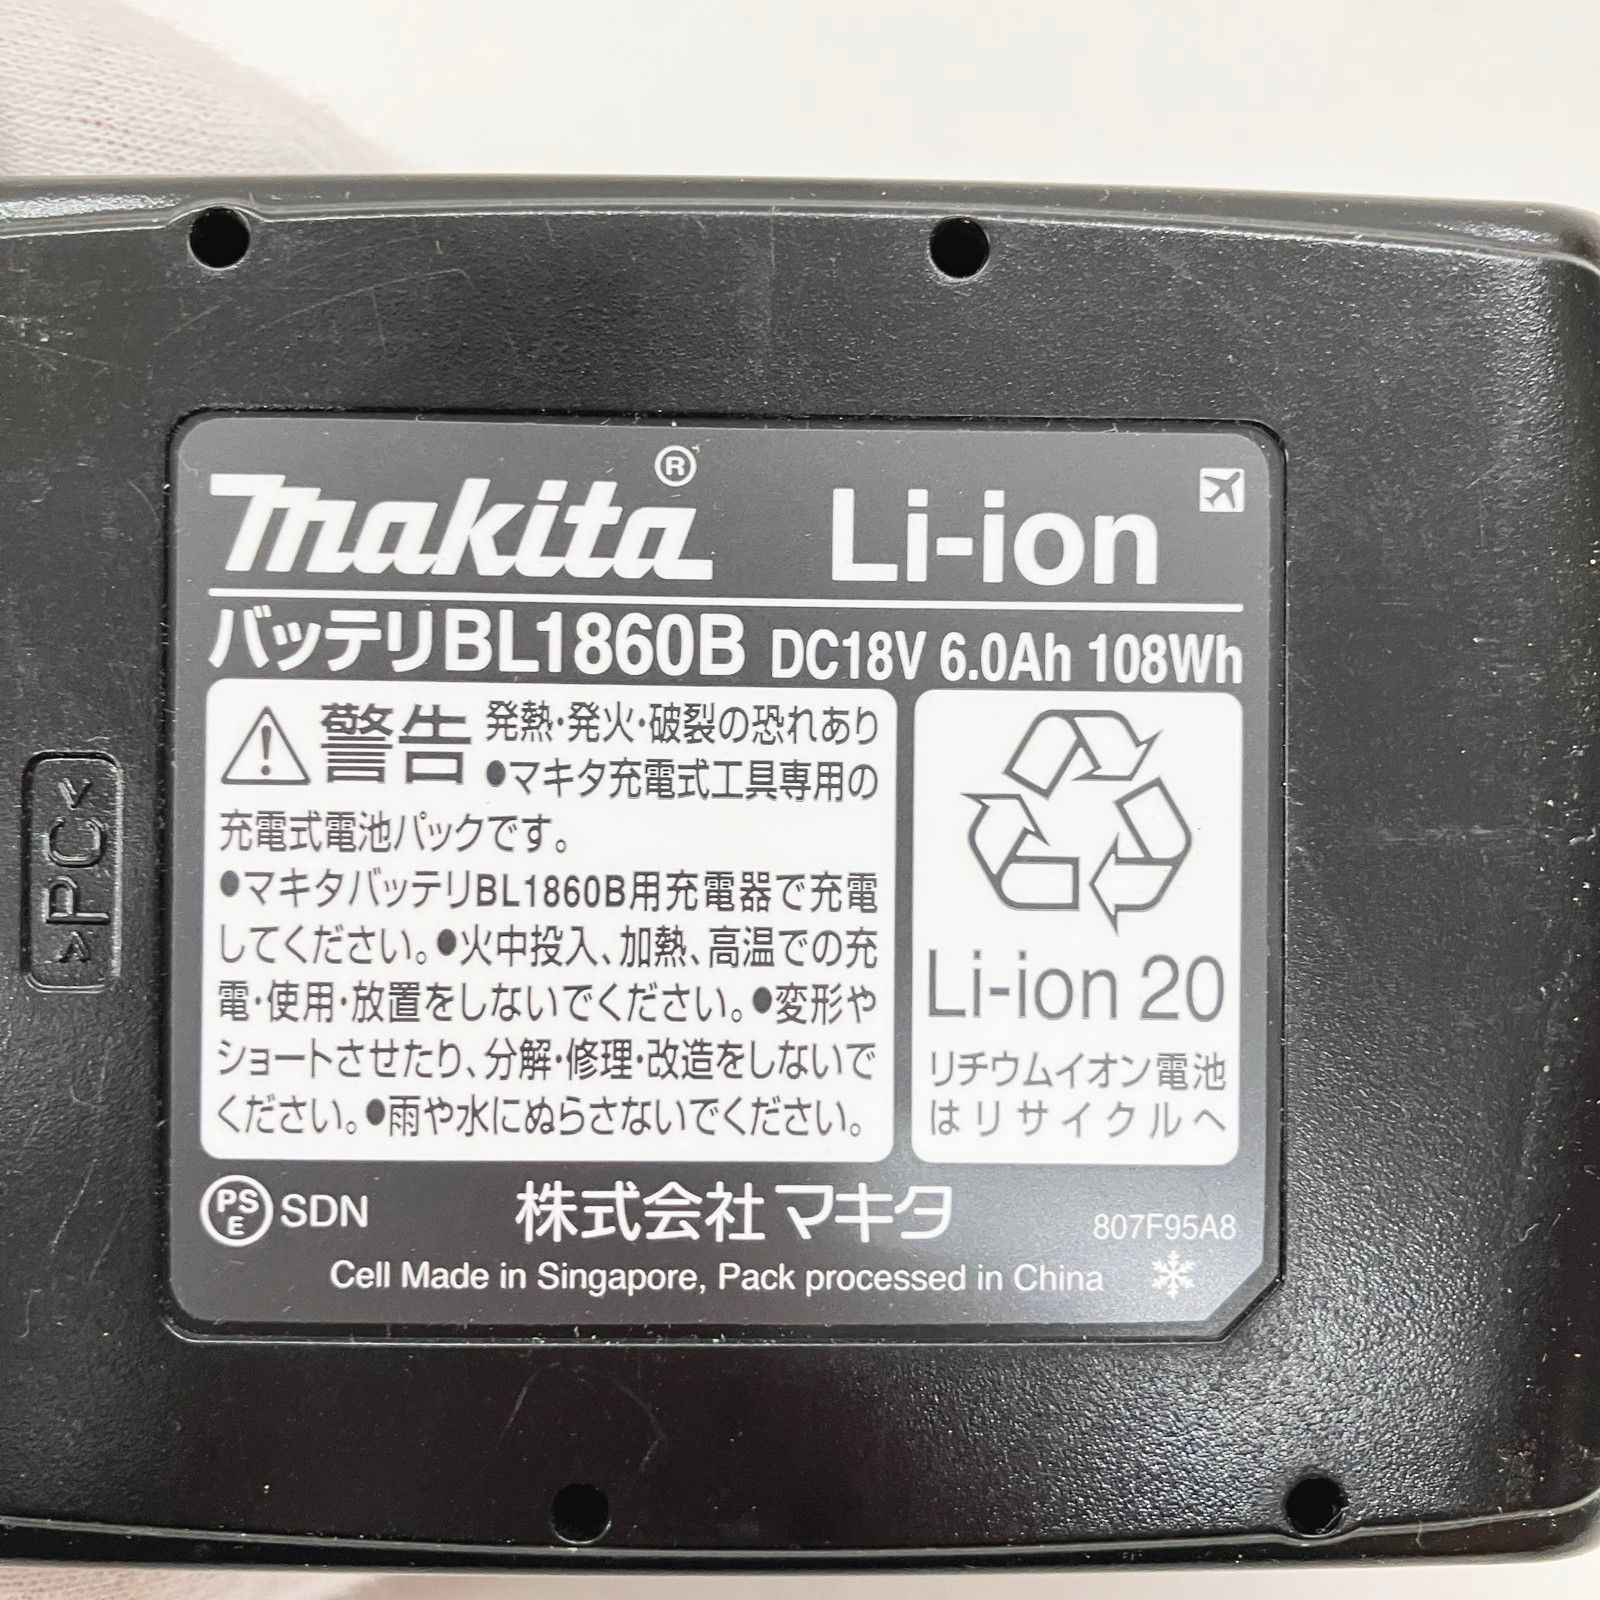 makita® Li-ion
バッテリBL1860B DC18V 6.0Ah 108Wh
警告 発熱・発火・破裂の恐れあり
●マキタ充電式工具専用の
充電式電池パックです。
●マキタバッテリBL1860B用充電器で充電
してください。●火中投入、加熱、高温での充
電・使用・放置をしないでください。●変形や
ショートさせたり、分解・修理・改造をしないで
ください。●雨や水にぬらさないでください。
Li-ion 20
リチウムイオン電池
はリサイクルへ
PS
E
SDN 株式会社マキタ 807F95A8
Cell Made in Singapore, Pack processed in China
>PC<